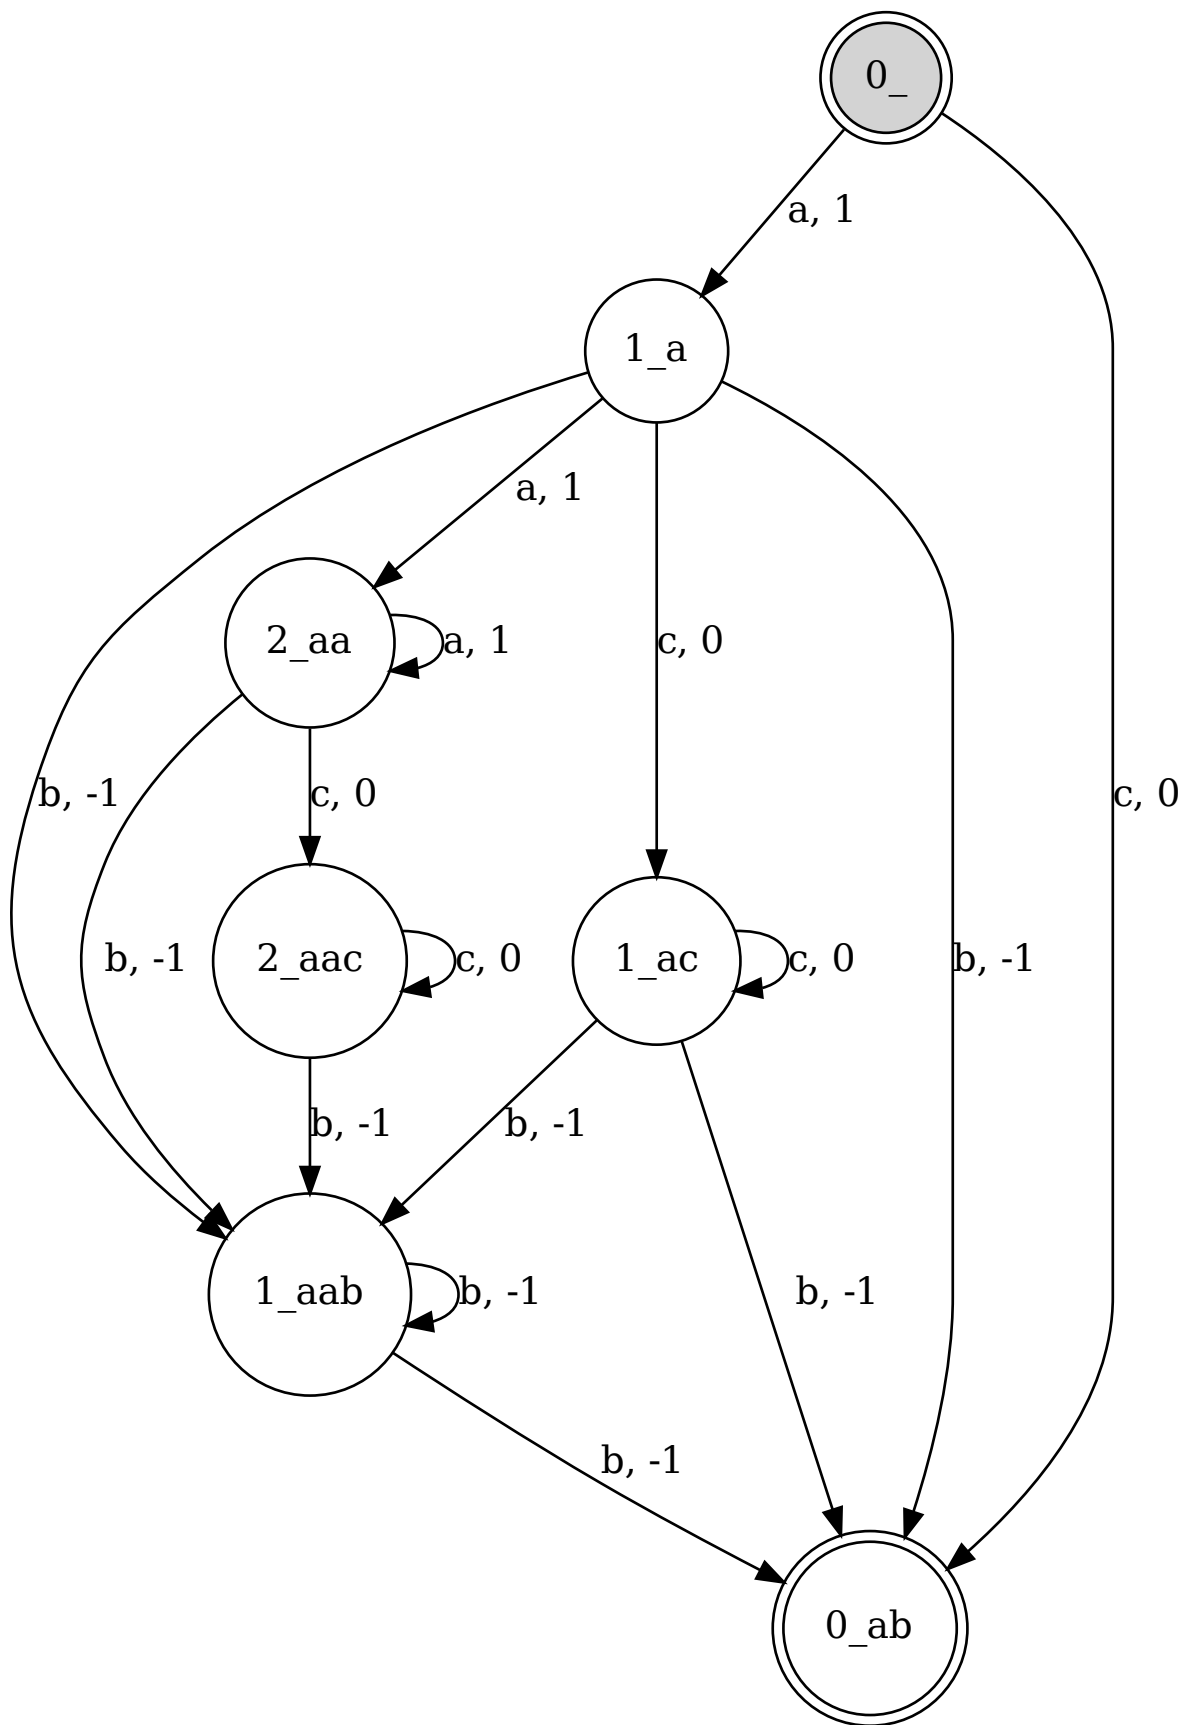 0_
a, 1
1_a
a, 1
2_aa
a, 1
c, 0
b, -1
c, 0
c, 0
b, -1
2_aac
c, 0
1_ac
c, 0
b, -1
b, -1
b, -1
1_aab
b, -1
b, -1
b, -1
0_ab